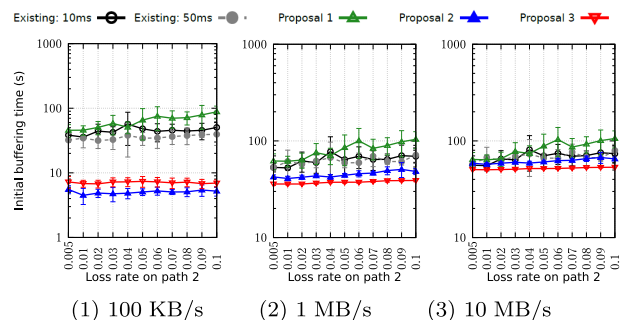 Existing: 10ms Existing: 50ms Proposal 1 Proposal 2 Proposal 3
Initial buffering time (s)
1000
100
10
1
0.005 0.01 0.02 0.03 0.04 0.05 0.06 0.07 0.08 0.09 0.1
Loss rate on path 2
(1) 100 KB/s
1000
100
10
0.005 0.01 0.02 0.03 0.04 0.05 0.06 0.07 0.08 0.09 0.1
Loss rate on path 2
(2) 1 MB/s
1000
100
10
0.005 0.01 0.02 0.03 0.04 0.05 0.06 0.07 0.08 0.09 0.1
Loss rate on path 2
(3) 10 MB/s